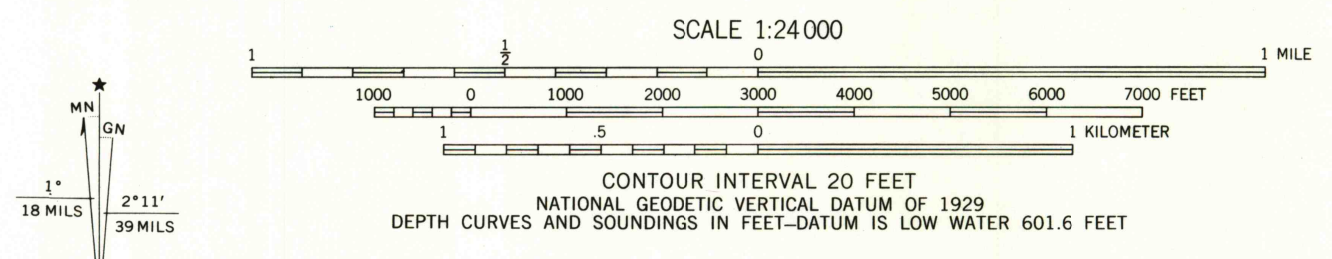 SCALE 1:24 000
1 ½ 0 1 MILE
1000 0 1000 2000 3000 4000 5000 6000 7000 FEET
1 .5 0 1 KILOMETER
CONTOUR INTERVAL 20 FEET
NATIONAL GEODETIC VERTICAL DATUM OF 1929
DEPTH CURVES AND SOUNDINGS IN FEET—DATUM IS LOW WATER 601.6 FEET
★
MN
GN
1°
18 MILS
2°11′
39 MILS